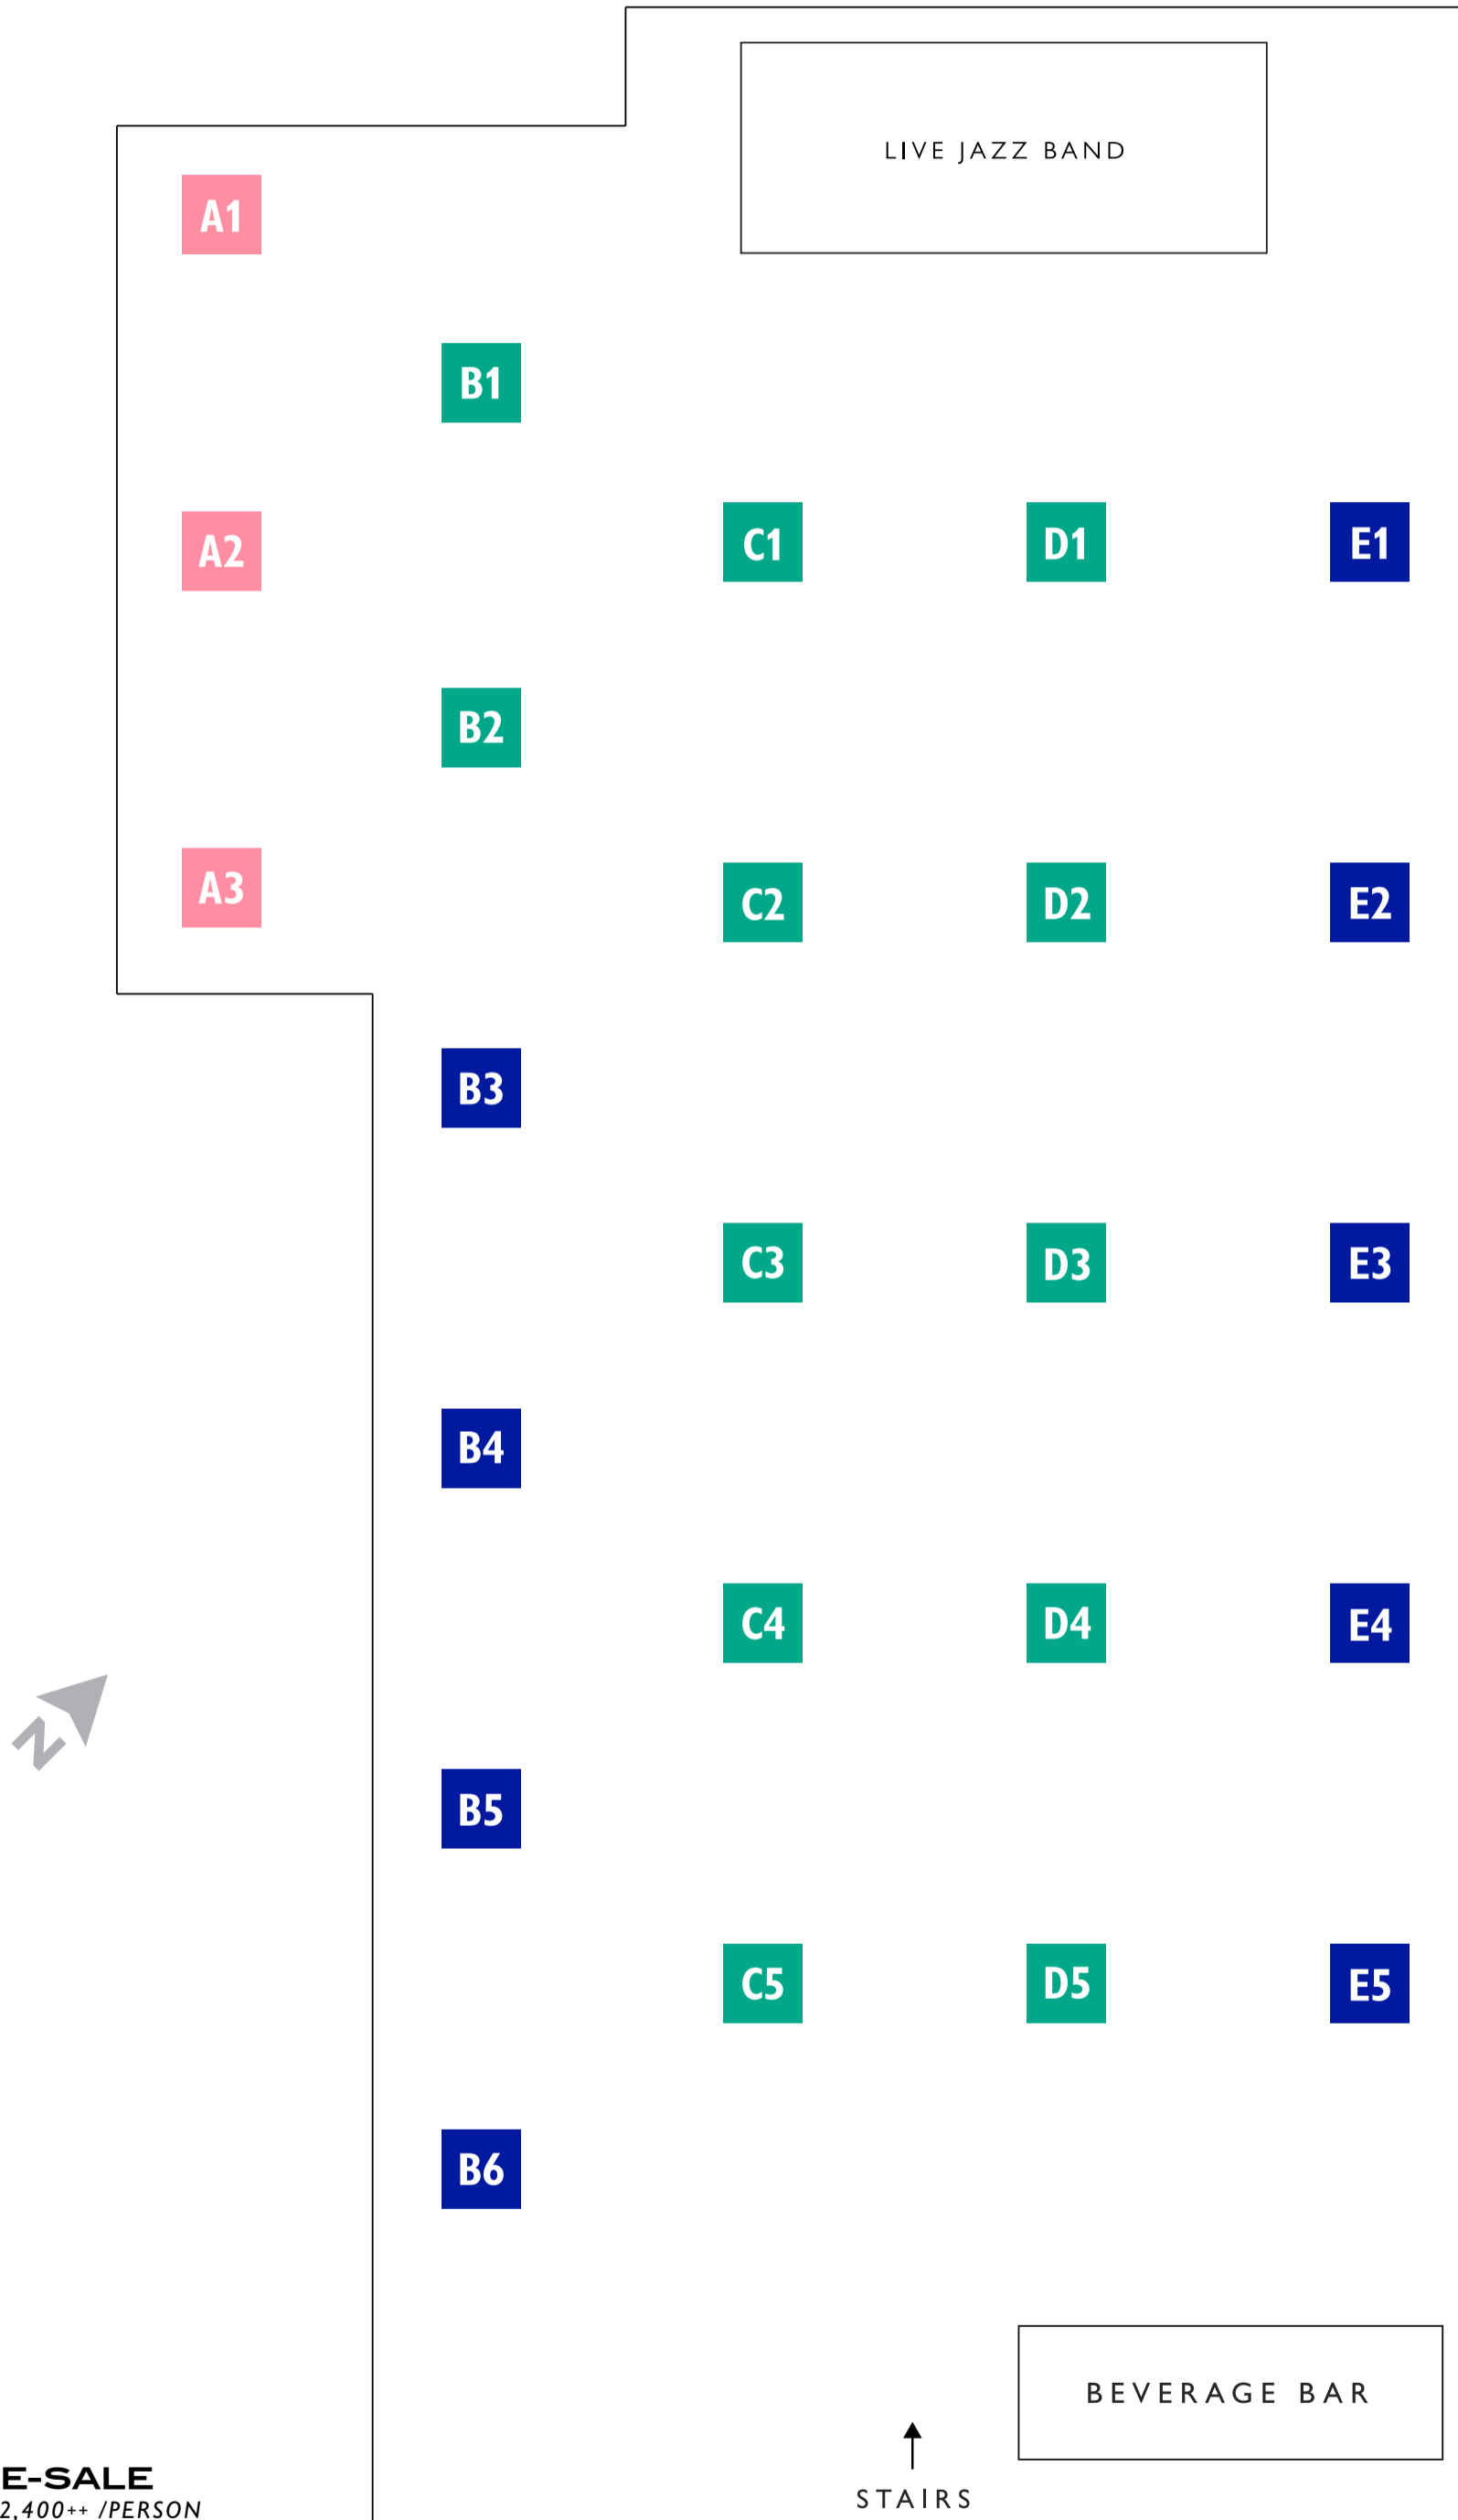 LIVE JAZZ BAND
A1
B1
A2
C1 D1 E1
B2
A3
C2 D2 E2
B3
C3 D3 E3
B4
C4 D4 E4
N
B5
C5 D5 E5
B6
BEVERAGE BAR
STAIRS
E-SALE
2,400++ /PERSON